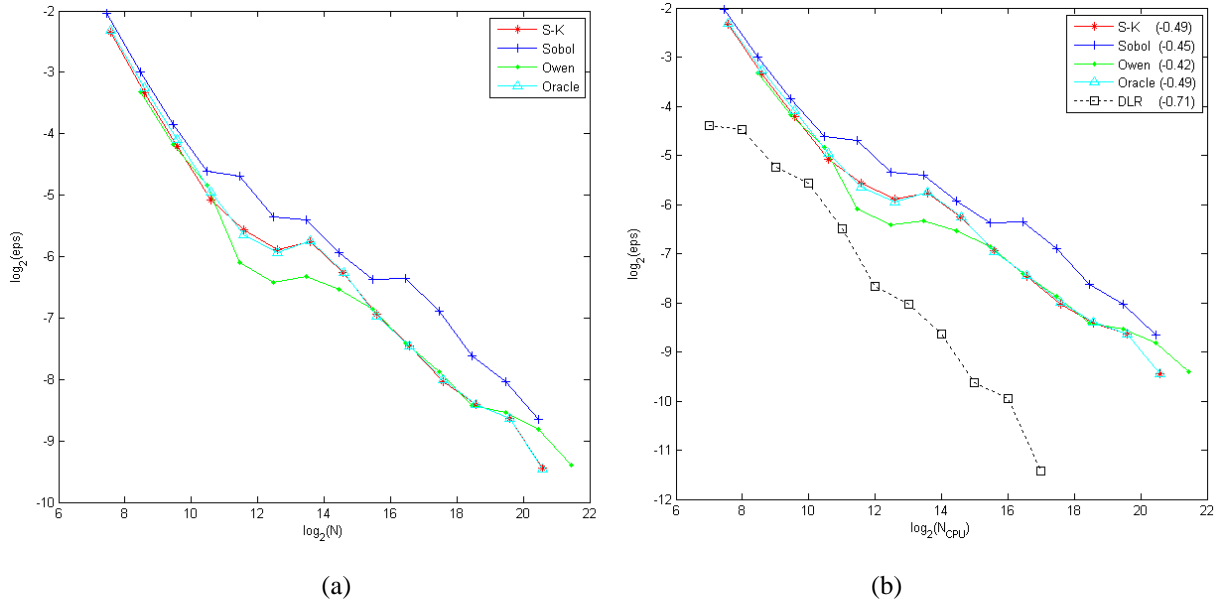 -2
-3
-4
-5
-6
-7
-8
-9
-10
log2(eps)
6 8 10 12 14 16 18 20 22
log2(N)
S-K
Sobol
Owen
Oracle
(a)
-2
-3
-4
-5
-6
-7
-8
-9
-10
-11
-12
log2(eps)
6 8 10 12 14 16 18 20 22
log2(NCPU)
S-K (-0.49)
Sobol (-0.45)
Owen (-0.42)
Oracle (-0.49)
DLR (-0.71)
(b)